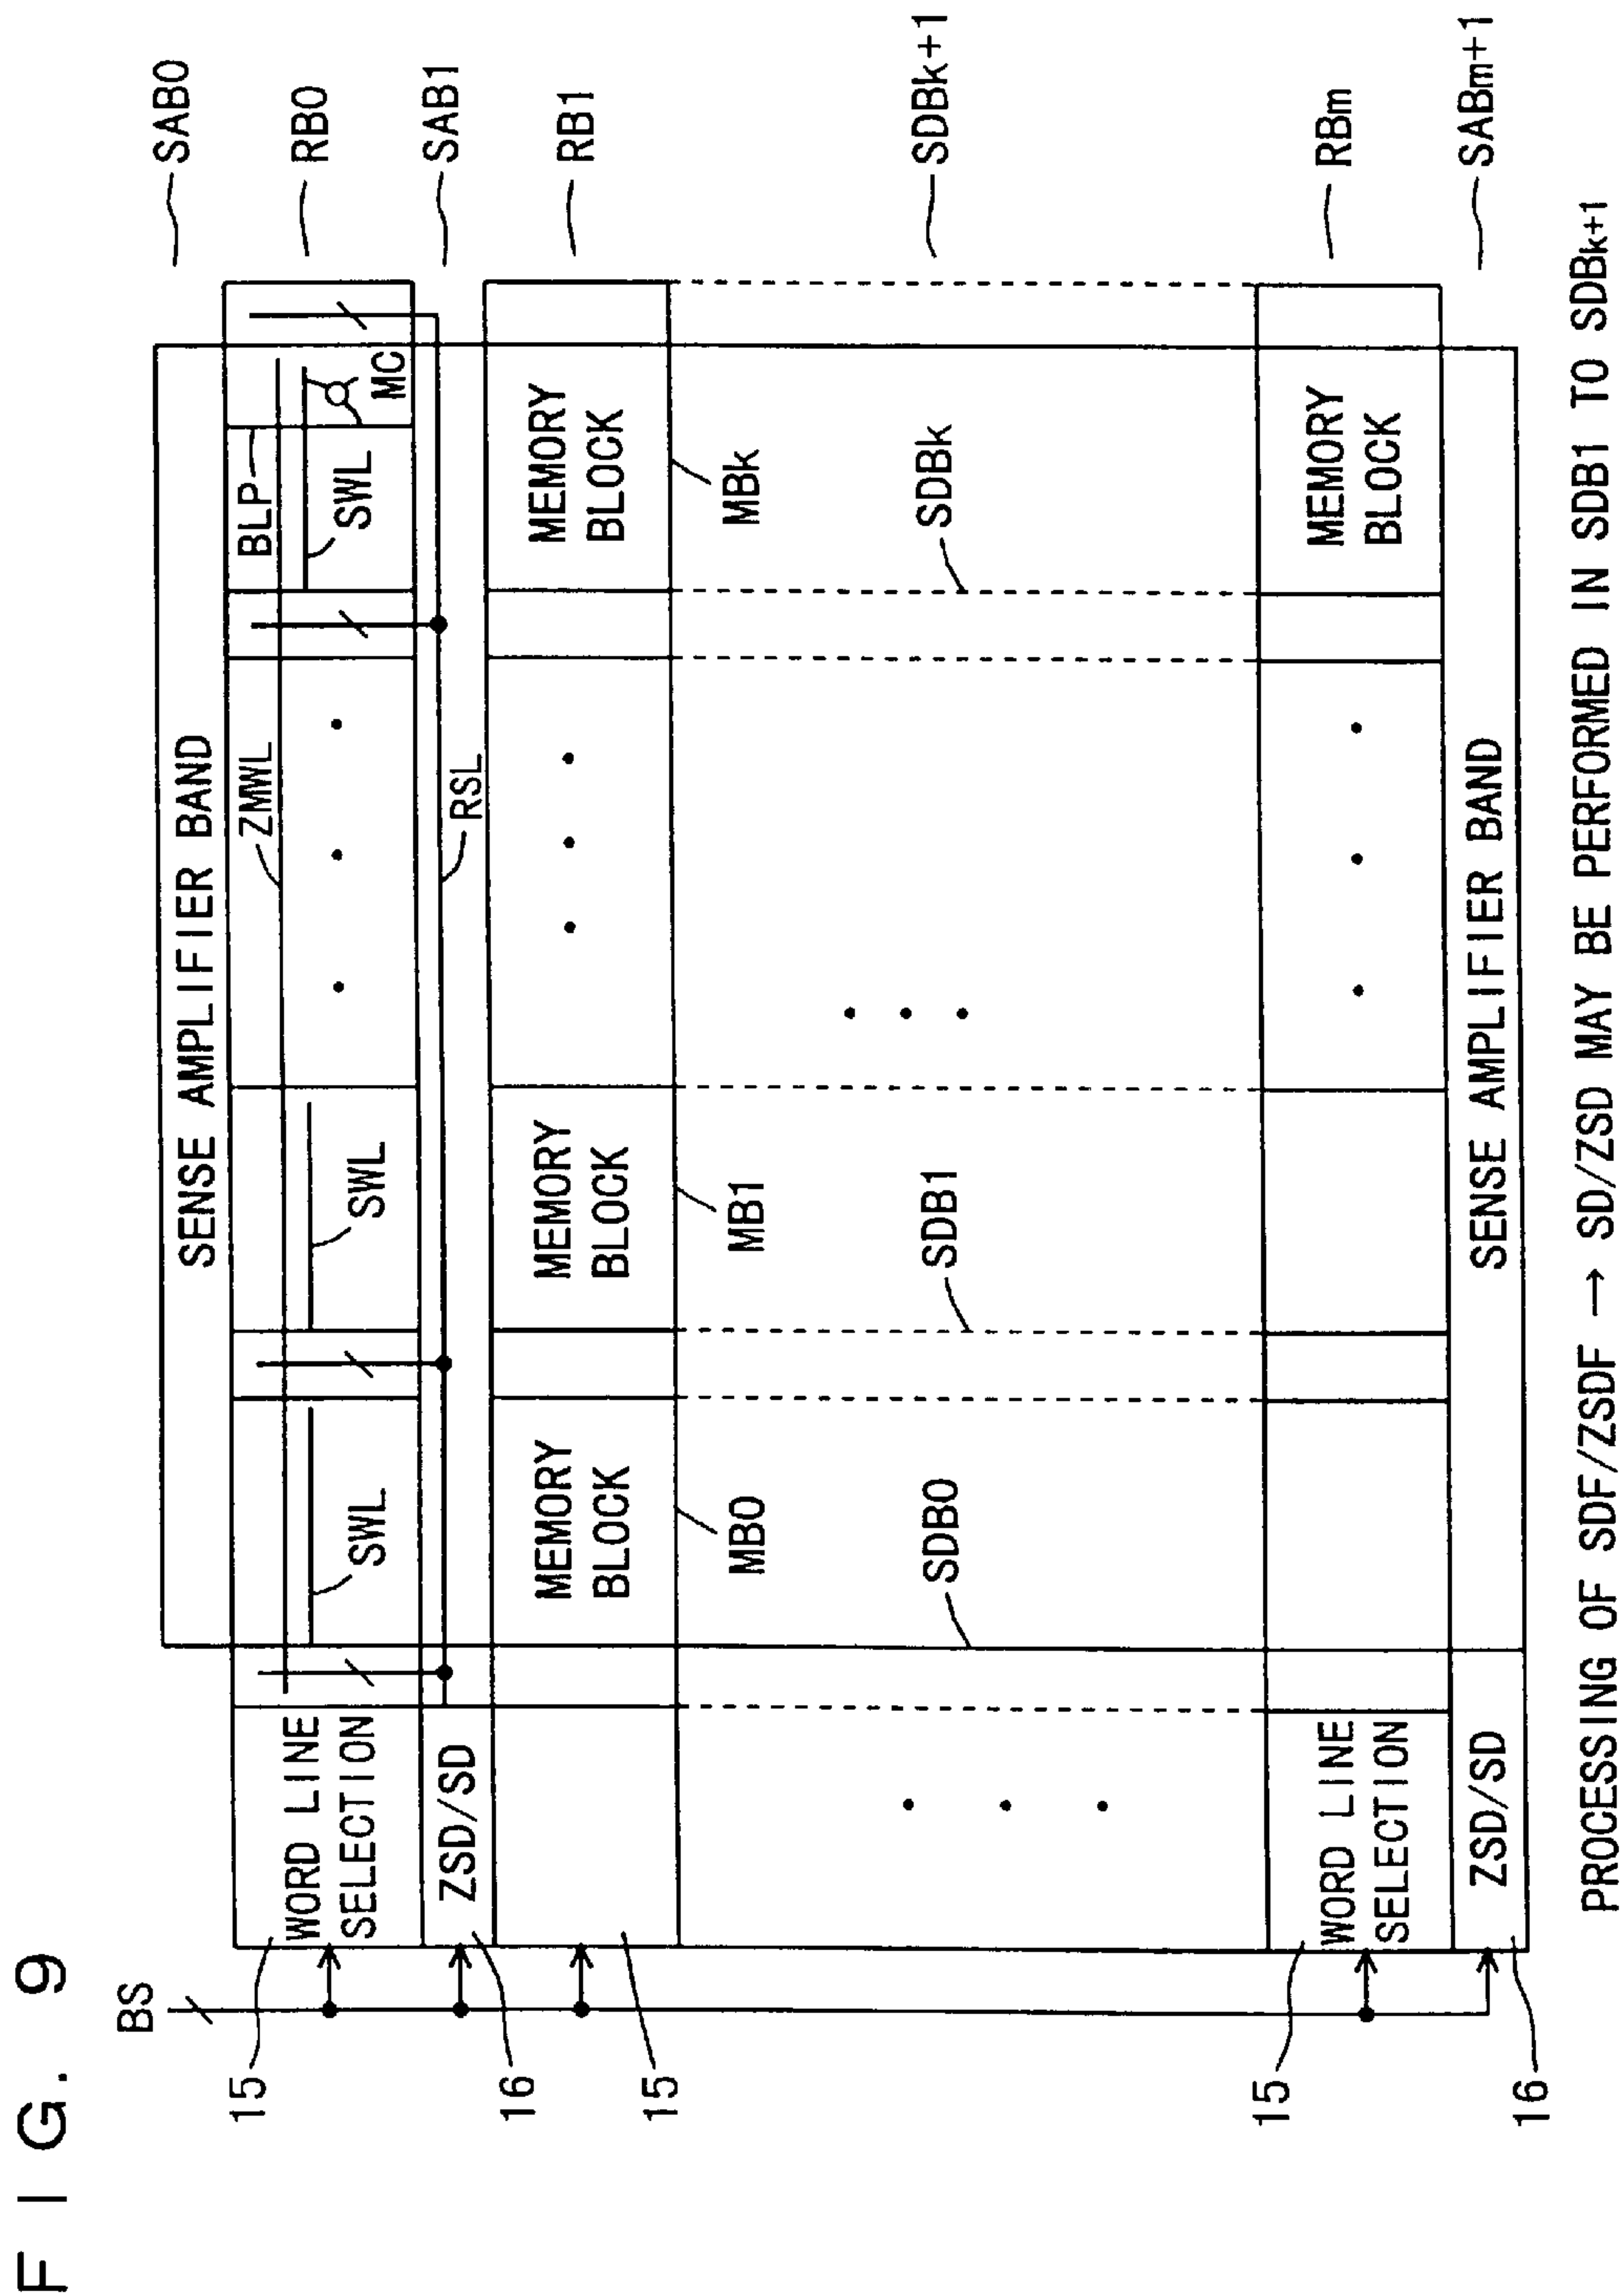 FIG. 9
BS
15
16
15
15
16
WORD LINE
SELECTION
ZSD/SD
WORD LINE
SELECTION
ZSD/SD
SENSE AMPLIFIER BAND
ZMWL
BLP
SWL
SWL
SWL
MC
RSL
MEMORY
BLOCK
MEMORY
BLOCK
MEMORY
BLOCK
MB0
MB1
MBk
SDB0
SDB1
SDBk
MEMORY
BLOCK
SENSE AMPLIFIER BAND
SAB0
RB0
SAB1
RB1
SDBk+1
RBm
SABm+1
PROCESSING OF SDF/ZSDF → SD/ZSD MAY BE PERFORMED IN SDB1 TO SDBk+1